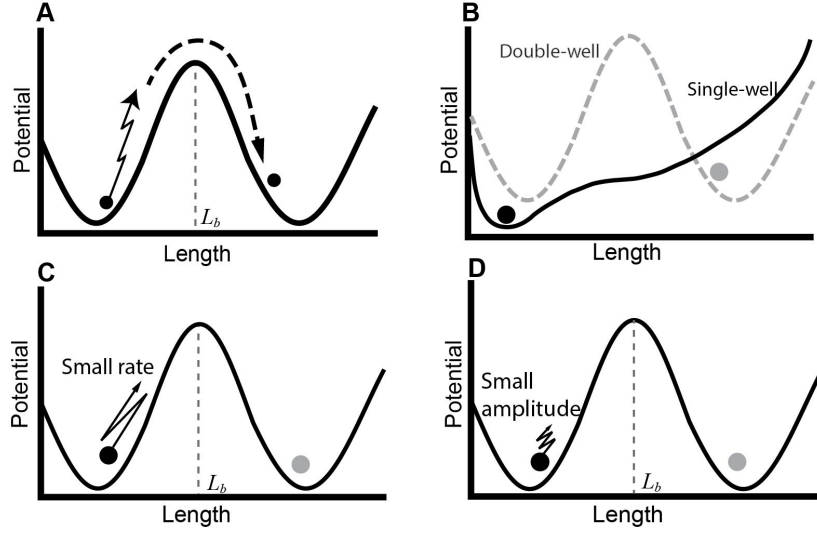 A
Potential
L_b
Length
B
Potential
Double-well
Single-well
Length
C
Potential
Small rate
L_b
Length
D
Potential
Small
amplitude
L_b
Length